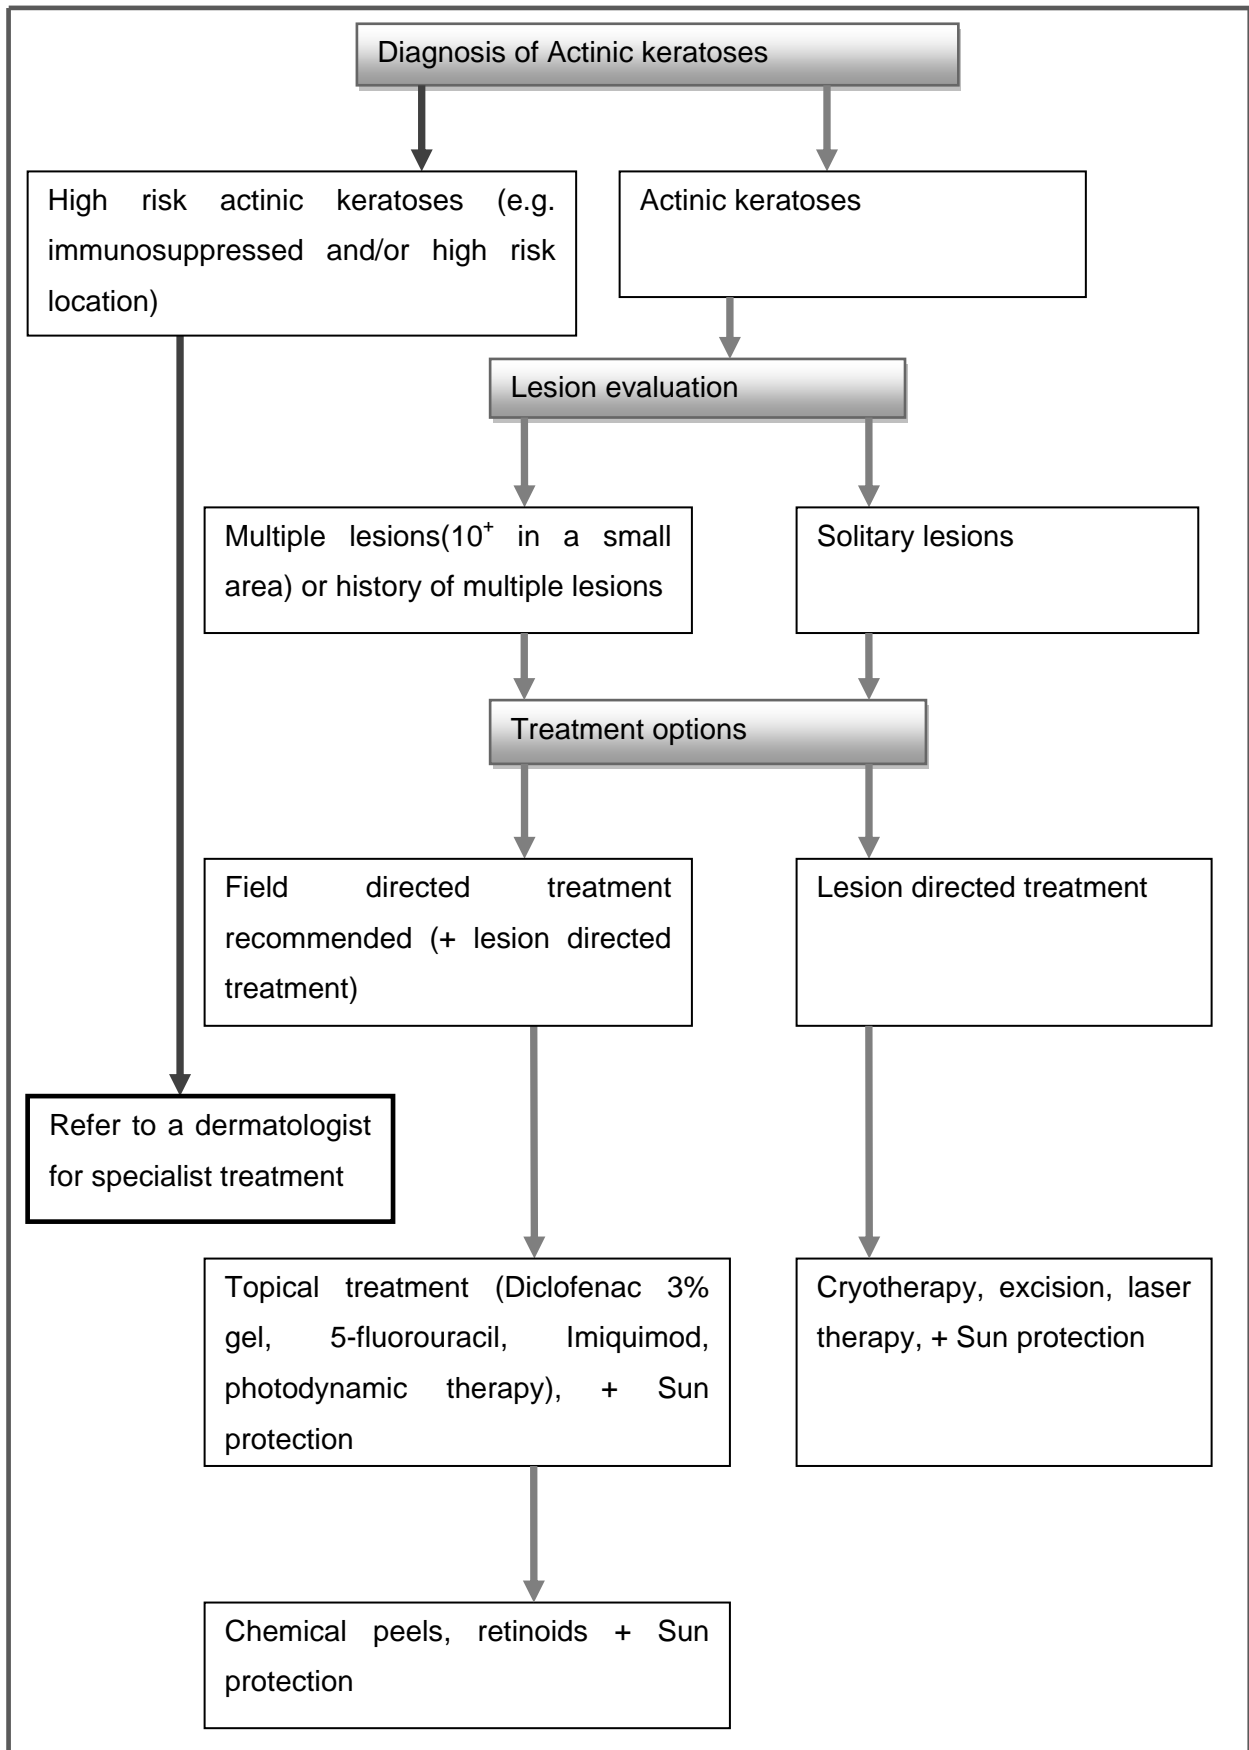 Diagnosis of Actinic keratoses
High risk actinic keratoses (e.g.
immunosuppressed and/or high risk
location)
Actinic keratoses
Lesion evaluation
Multiple lesions(10⁺ in a small
area) or history of multiple lesions
Solitary lesions
Treatment options
Field directed treatment
recommended (+ lesion directed
treatment)
Lesion directed treatment
Refer to a dermatologist
for specialist treatment
Topical treatment (Diclofenac 3%
gel, 5-fluorouracil, Imiquimod,
photodynamic therapy), + Sun
protection
Cryotherapy, excision, laser
therapy, + Sun protection
Chemical peels, retinoids + Sun
protection